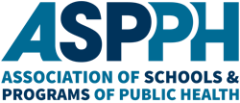 ASPPH
ASSOCIATION OF SCHOOLS &
PROGRAMS OF PUBLIC HEALTH